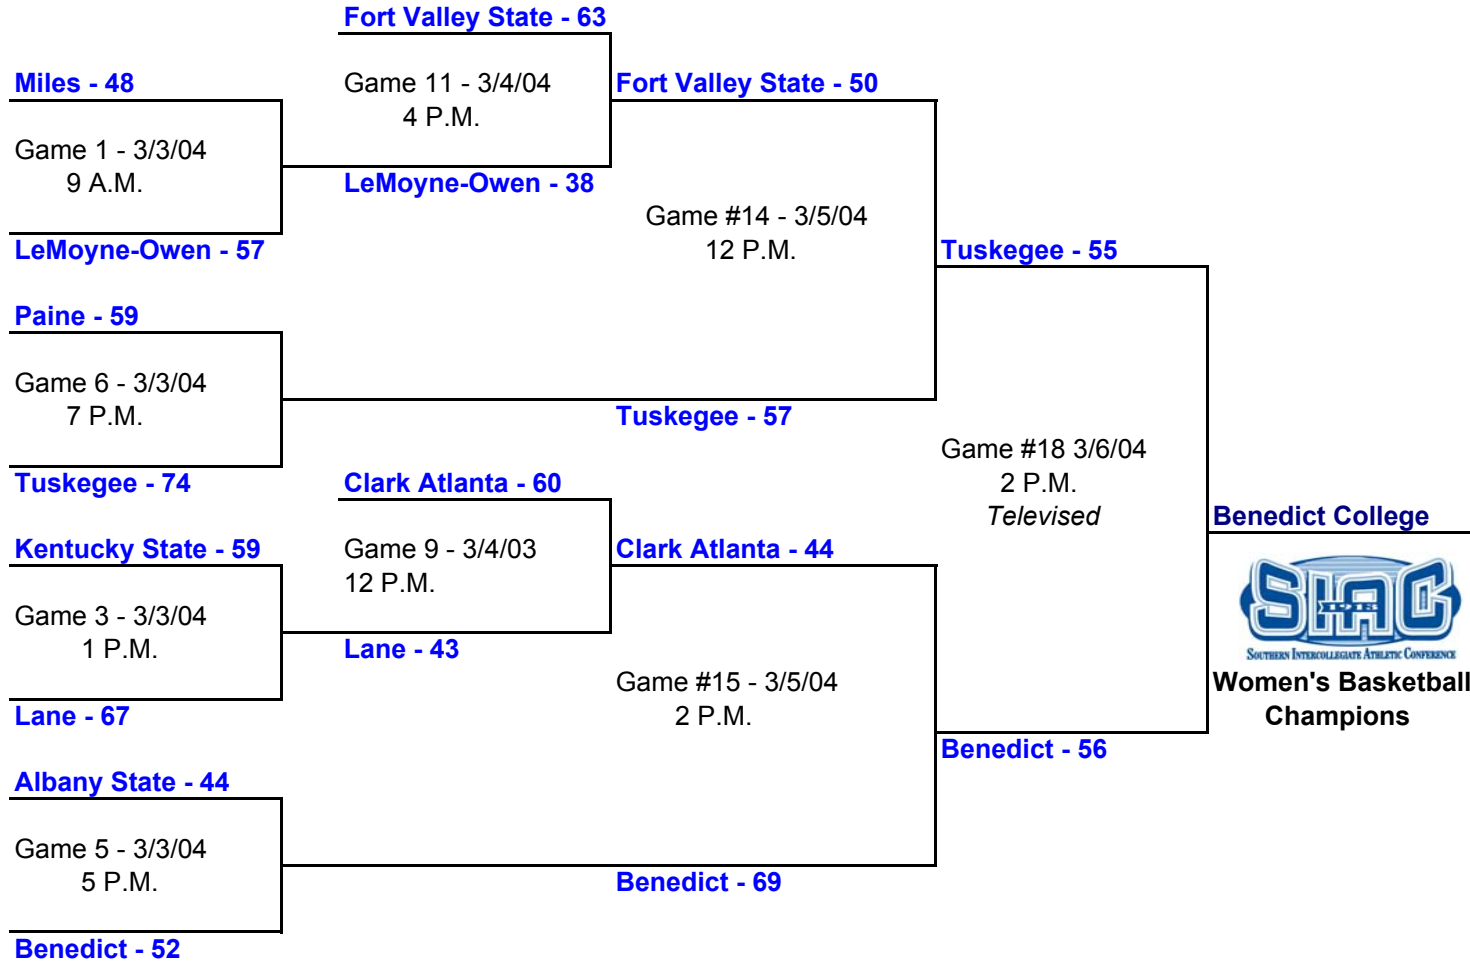 Fort Valley State - 63
Miles - 48
Game 11 - 3/4/04
4 P.M.
Fort Valley State - 50
Game 1 - 3/3/04
9 A.M.
LeMoyne-Owen - 38
LeMoyne-Owen - 57
Game #14 - 3/5/04
12 P.M.
Tuskegee - 55
Paine - 59
Game 6 - 3/3/04
7 P.M.
Tuskegee - 57
Tuskegee - 74
Game #18 3/6/04
2 P.M.
Televised
Clark Atlanta - 60
Benedict College
Kentucky State - 59
Game 9 - 3/4/03
12 P.M.
Clark Atlanta - 44
Game 3 - 3/3/04
1 P.M.
Lane - 43
SIAC
1913
SOUTHERN INTERCOLLEGIATE ATHLETIC CONFERENCE
Women's Basketball
Champions
Lane - 67
Game #15 - 3/5/04
2 P.M.
Benedict - 56
Albany State - 44
Game 5 - 3/3/04
5 P.M.
Benedict - 69
Benedict - 52